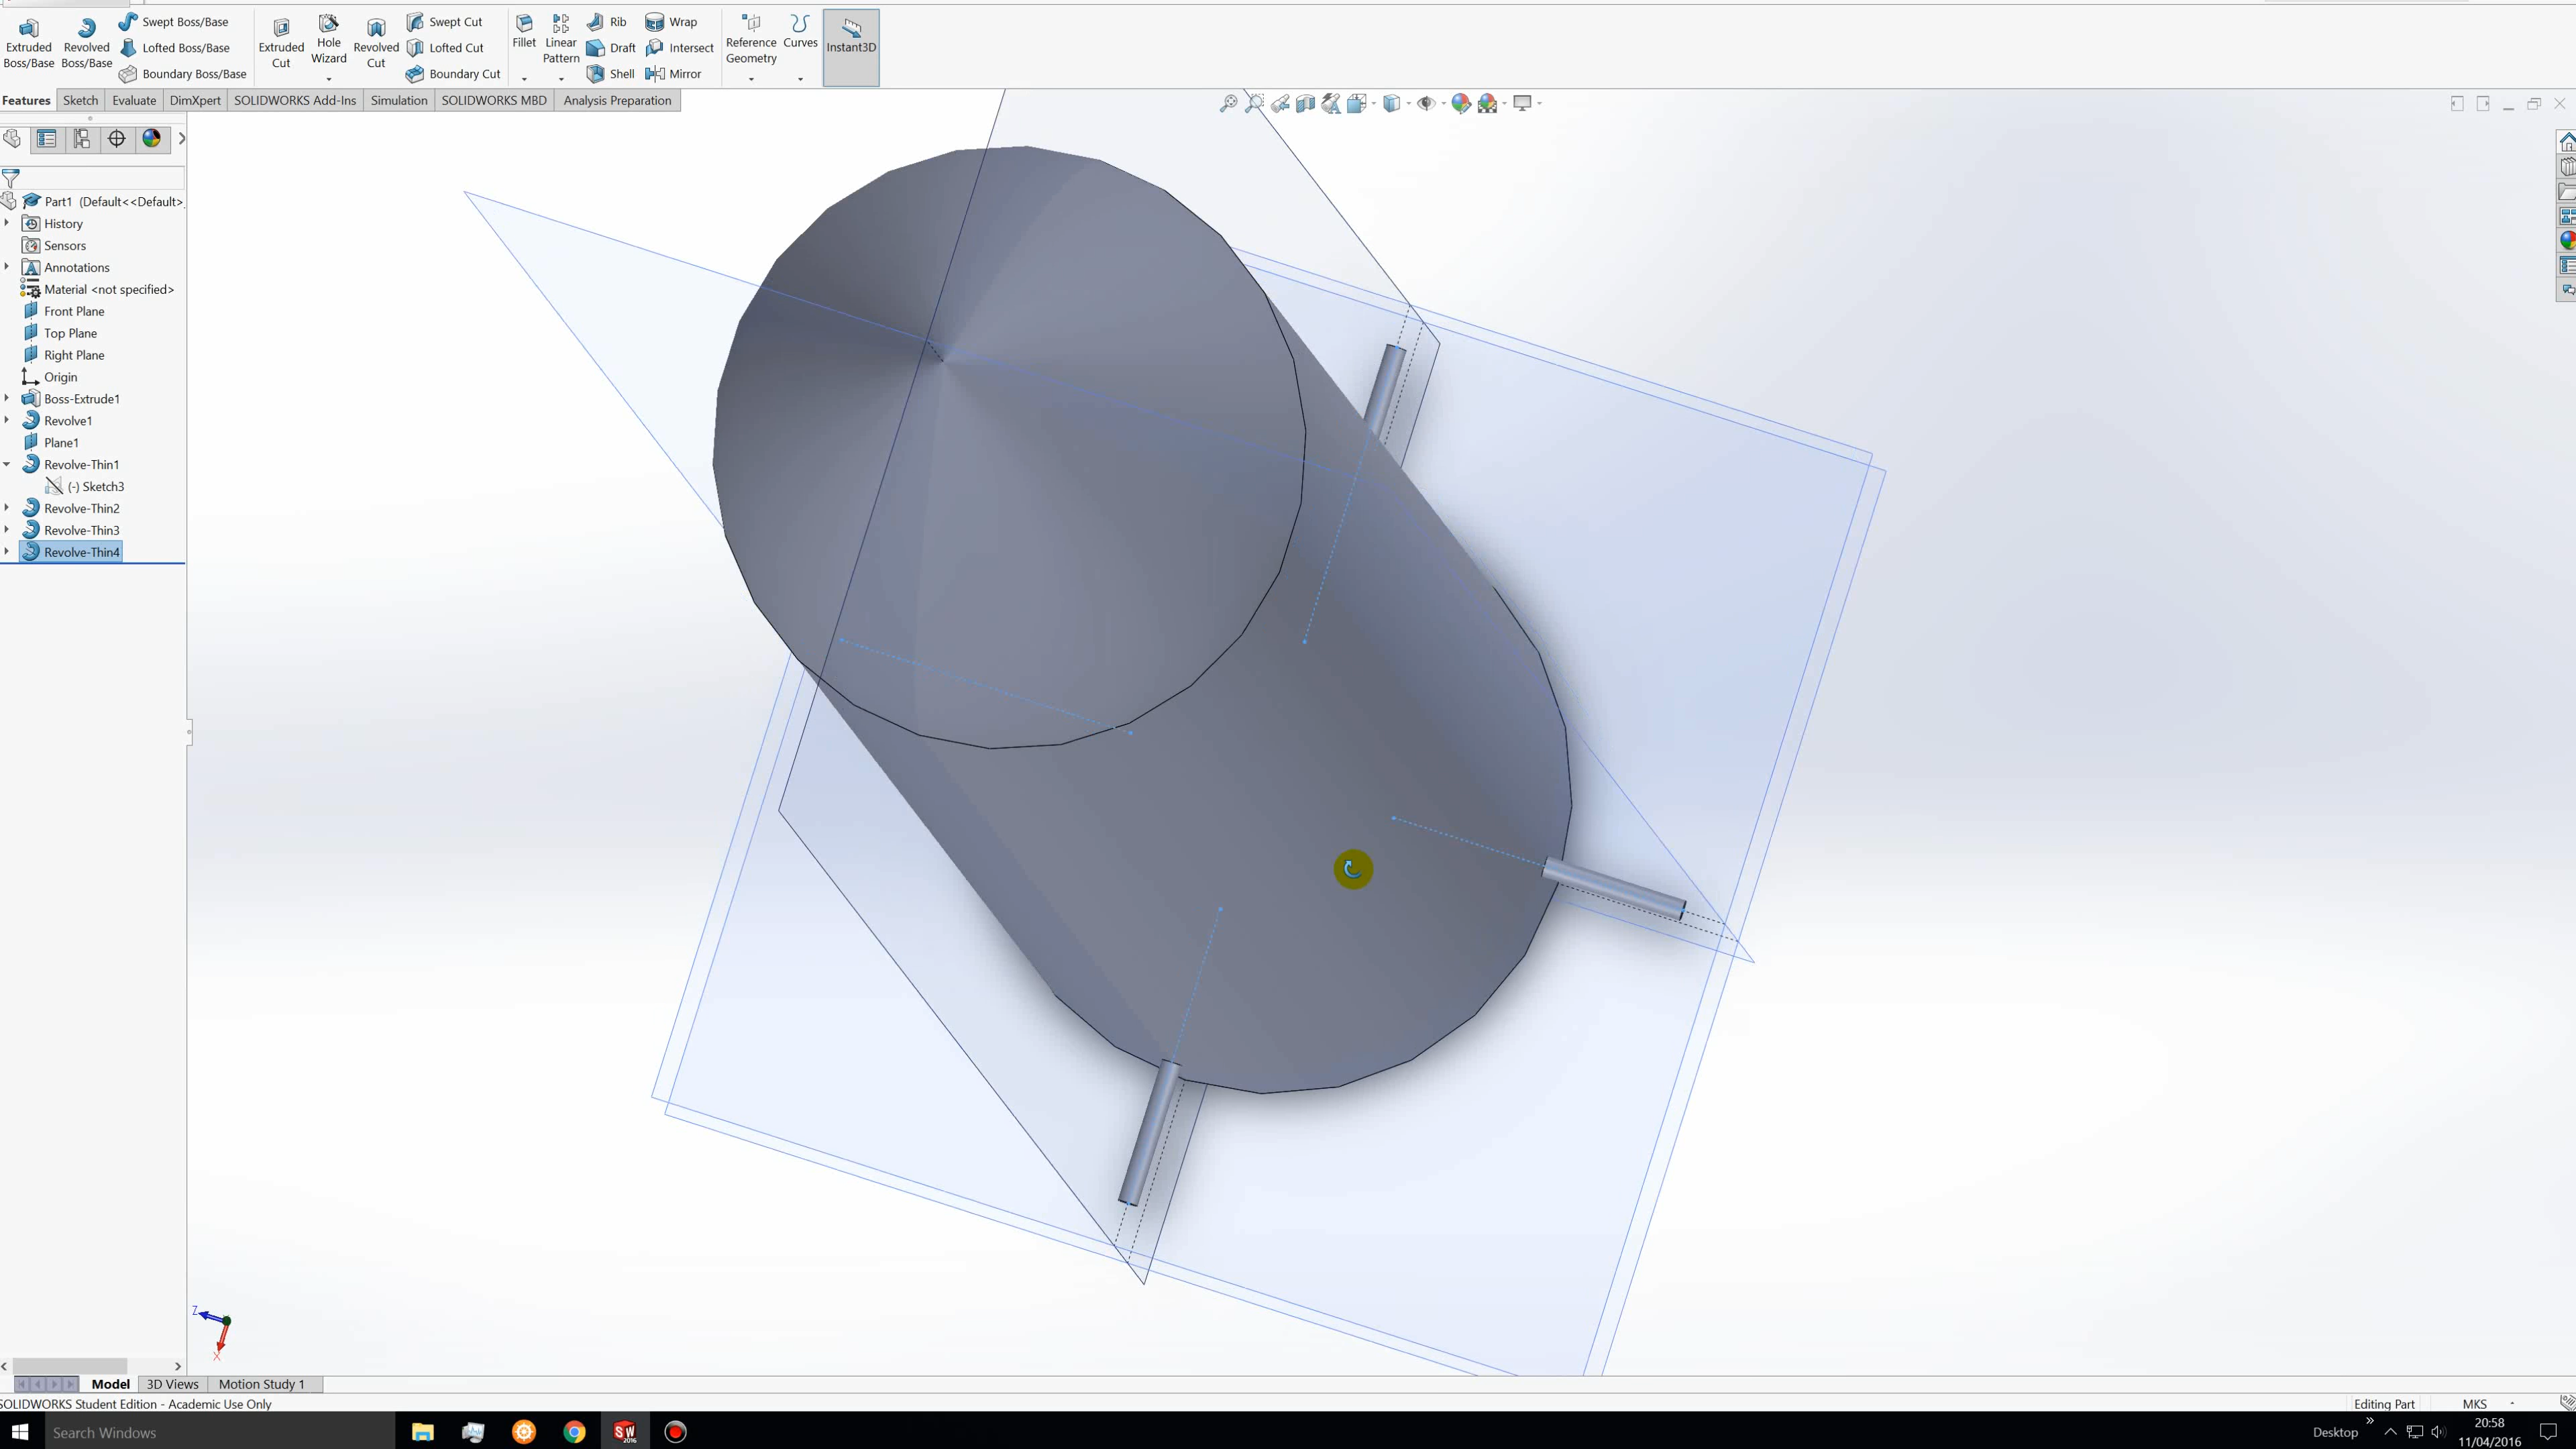 Extruded Boss/Base
Revolved Boss/Base
Swept Boss/Base
Lofted Boss/Base
Boundary Boss/Base
Extruded Cut
Hole Wizard
Revolved Cut
Swept Cut
Lofted Cut
Boundary Cut
Fillet
Linear Pattern
Rib
Draft
Shell
Wrap
Intersect
Mirror
Reference Geometry
Curves
Instant3D
Features
Sketch
Evaluate
DimXpert
SOLIDWORKS Add-Ins
Simulation
SOLIDWORKS MBD
Analysis Preparation
Part1 (Default<<Default>
History
Sensors
Annotations
Material <not specified>
Front Plane
Top Plane
Right Plane
Origin
Boss-Extrude1
Revolve1
Plane1
Revolve-Thin1
(-) Sketch3
Revolve-Thin2
Revolve-Thin3
Revolve-Thin4
Z
X
Model
3D Views
Motion Study 1
SOLIDWORKS Student Edition - Academic Use Only
Editing Part
MKS
Search Windows
SW
2016
Desktop
20:58
11/04/2016